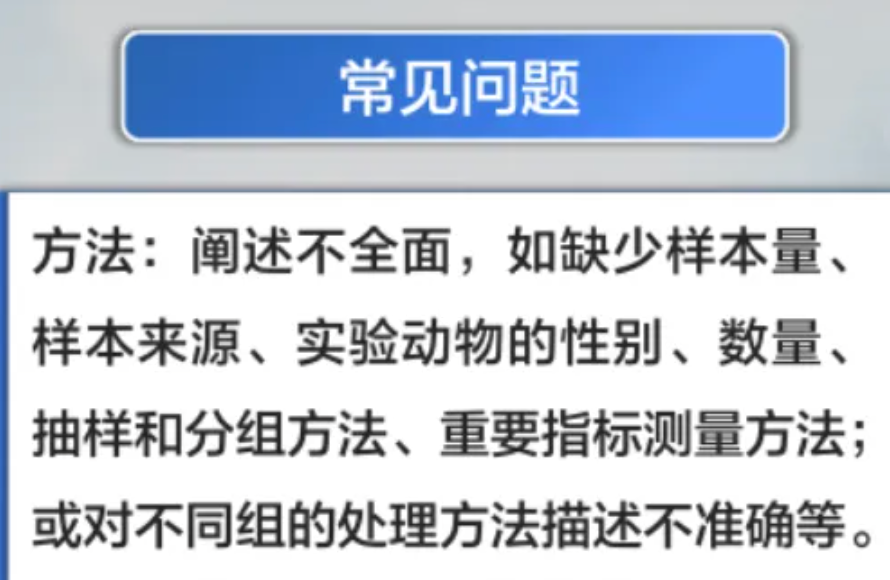 常见问题
方法：阐述不全面，如缺少样本量、
样本来源、实验动物的性别、数量、
抽样和分组方法、重要指标测量方法；
或对不同组的处理方法描述不准确等。